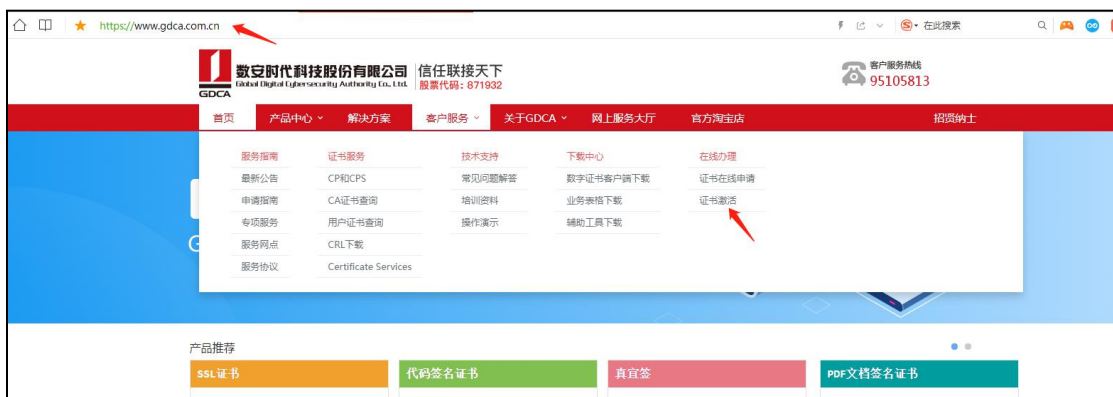 https://www.gdca.com.cn
在此搜索
数安时代科技股份有限公司
Global Digital Cybersecurity Authority Co., Ltd.
GDCA
信任联接天下
股票代码: 871932
客户服务热线
95105813
首页 产品中心 解决方案 客户服务 关于GDCA 网上服务大厅 官方淘宝店 招贤纳士
服务指南 证书服务 技术支持 下载中心 在线办理
最新公告 CP和CPS 常见问题解答 数字证书客户端下载 证书在线申请
申请指南 CA证书查询 培训资料 业务表格下载 证书激活
专项服务 用户证书查询 操作演示 辅助工具下载
服务网点 CRL下载
服务协议 Certificate Services
产品推荐
SSL证书 代码签名证书 真宜签 PDF文档签名证书